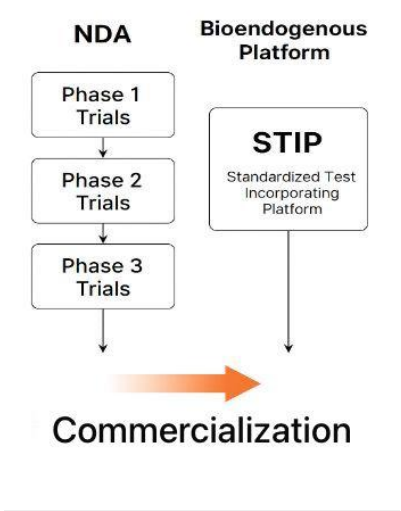 NDA
Phase 1
Trials
Phase 2
Trials
Phase 3
Trials
Bioendogenous
Platform
STIP
Standardized Test
Incorporating
Platform
Commercialization